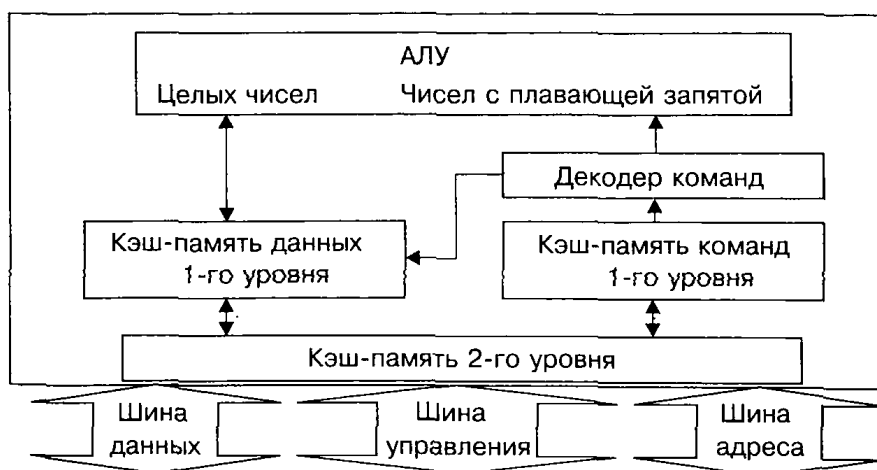 АЛУ
Целых чисел Чисел с плавающей запятой
Декодер команд
Кэш-память данных
1-го уровня
Кэш-память команд
1-го уровня
Кэш-память 2-го уровня
Шина
данных
Шина
управления
Шина
адреса